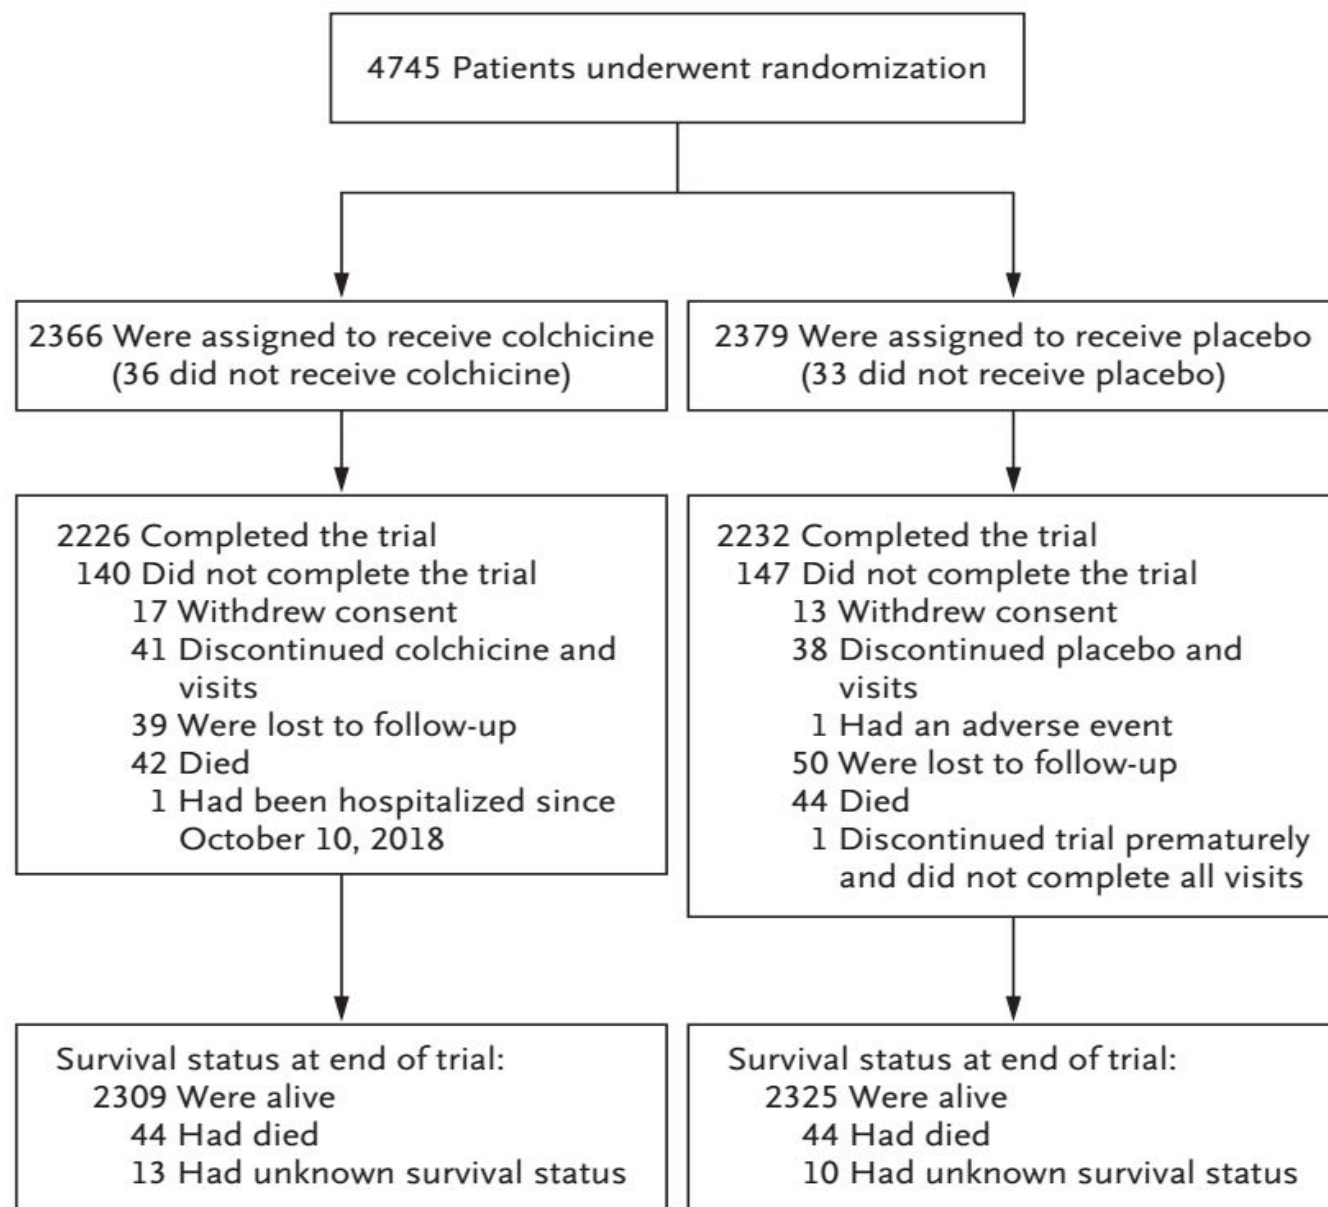 4745 Patients underwent randomization
2366 Were assigned to receive colchicine
(36 did not receive colchicine)
2379 Were assigned to receive placebo
(33 did not receive placebo)
2226 Completed the trial
140 Did not complete the trial
17 Withdrew consent
41 Discontinued colchicine and
visits
39 Were lost to follow-up
42 Died
1 Had been hospitalized since
October 10, 2018
2232 Completed the trial
147 Did not complete the trial
13 Withdrew consent
38 Discontinued placebo and
visits
1 Had an adverse event
50 Were lost to follow-up
44 Died
1 Discontinued trial prematurely
and did not complete all visits
Survival status at end of trial:
2309 Were alive
44 Had died
13 Had unknown survival status
Survival status at end of trial:
2325 Were alive
44 Had died
10 Had unknown survival status